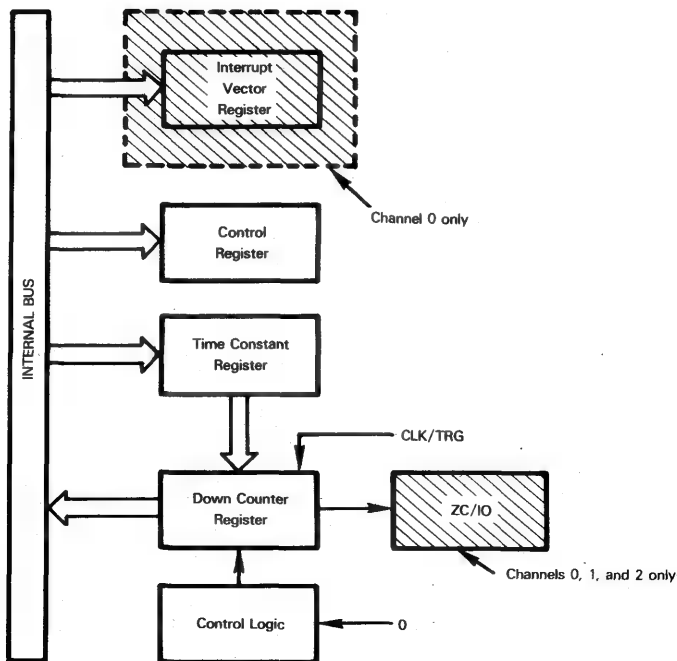 Interrupt
Vector
Register
Channel 0 only
Control
Register
INTERNAL BUS
Time Constant
Register
CLK/TRG
Down Counter
Register
ZC/IO
Channels 0, 1, and 2 only
Control Logic
0